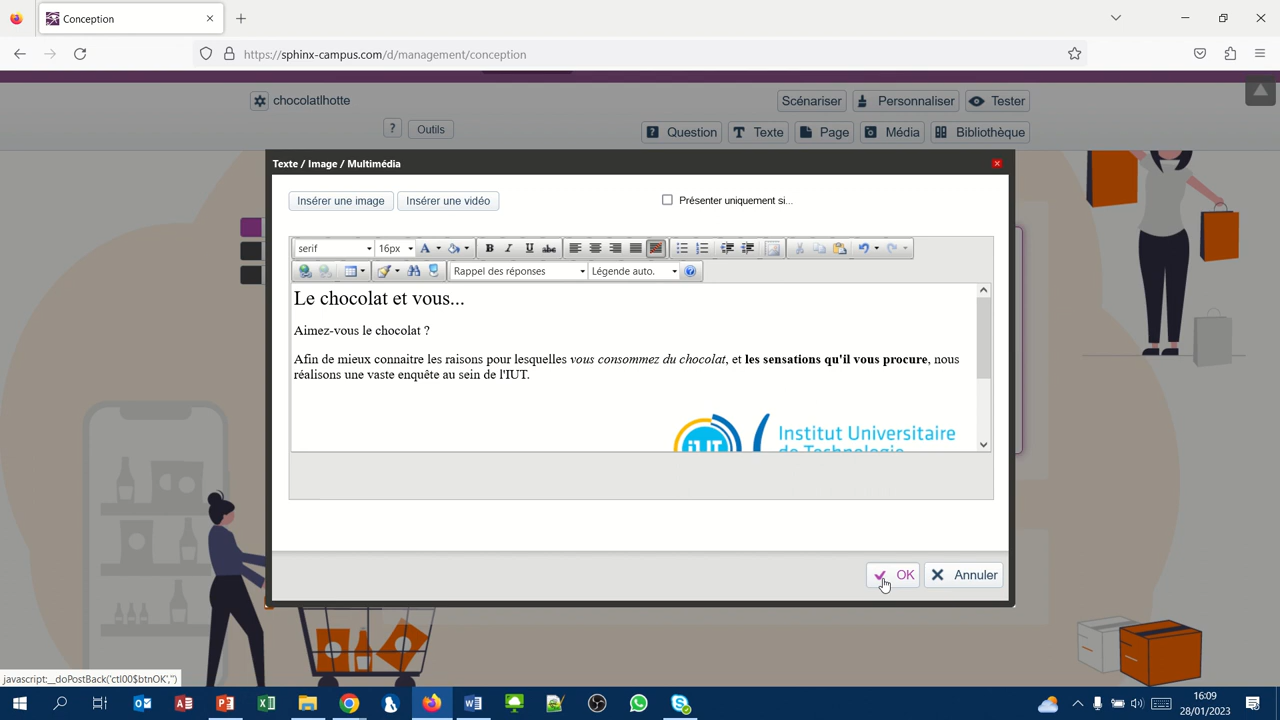 Conception
https://sphinx-campus.com/d/management/conception
chocolatlhotte
Scénariser
Personnaliser
Tester
?
Outils
Question
Texte
Page
Média
Bibliothèque
Texte / Image / Multimédia
Insérer une image
Insérer une vidéo
Présenter uniquement si...
serif
16px
Rappel des réponses
Légende auto.
Le chocolat et vous...
Aimez-vous le chocolat ?
Afin de mieux connaitre les raisons pour lesquelles vous consommez du chocolat, et les sensations qu'il vous procure, nous
réalisons une vaste enquête au sein de l'IUT.
iUT
Institut Universitaire
de Technologie
OK
Annuler
javascript:__doPostBack('ctl00$btnOK','')
16:09
28/01/2023